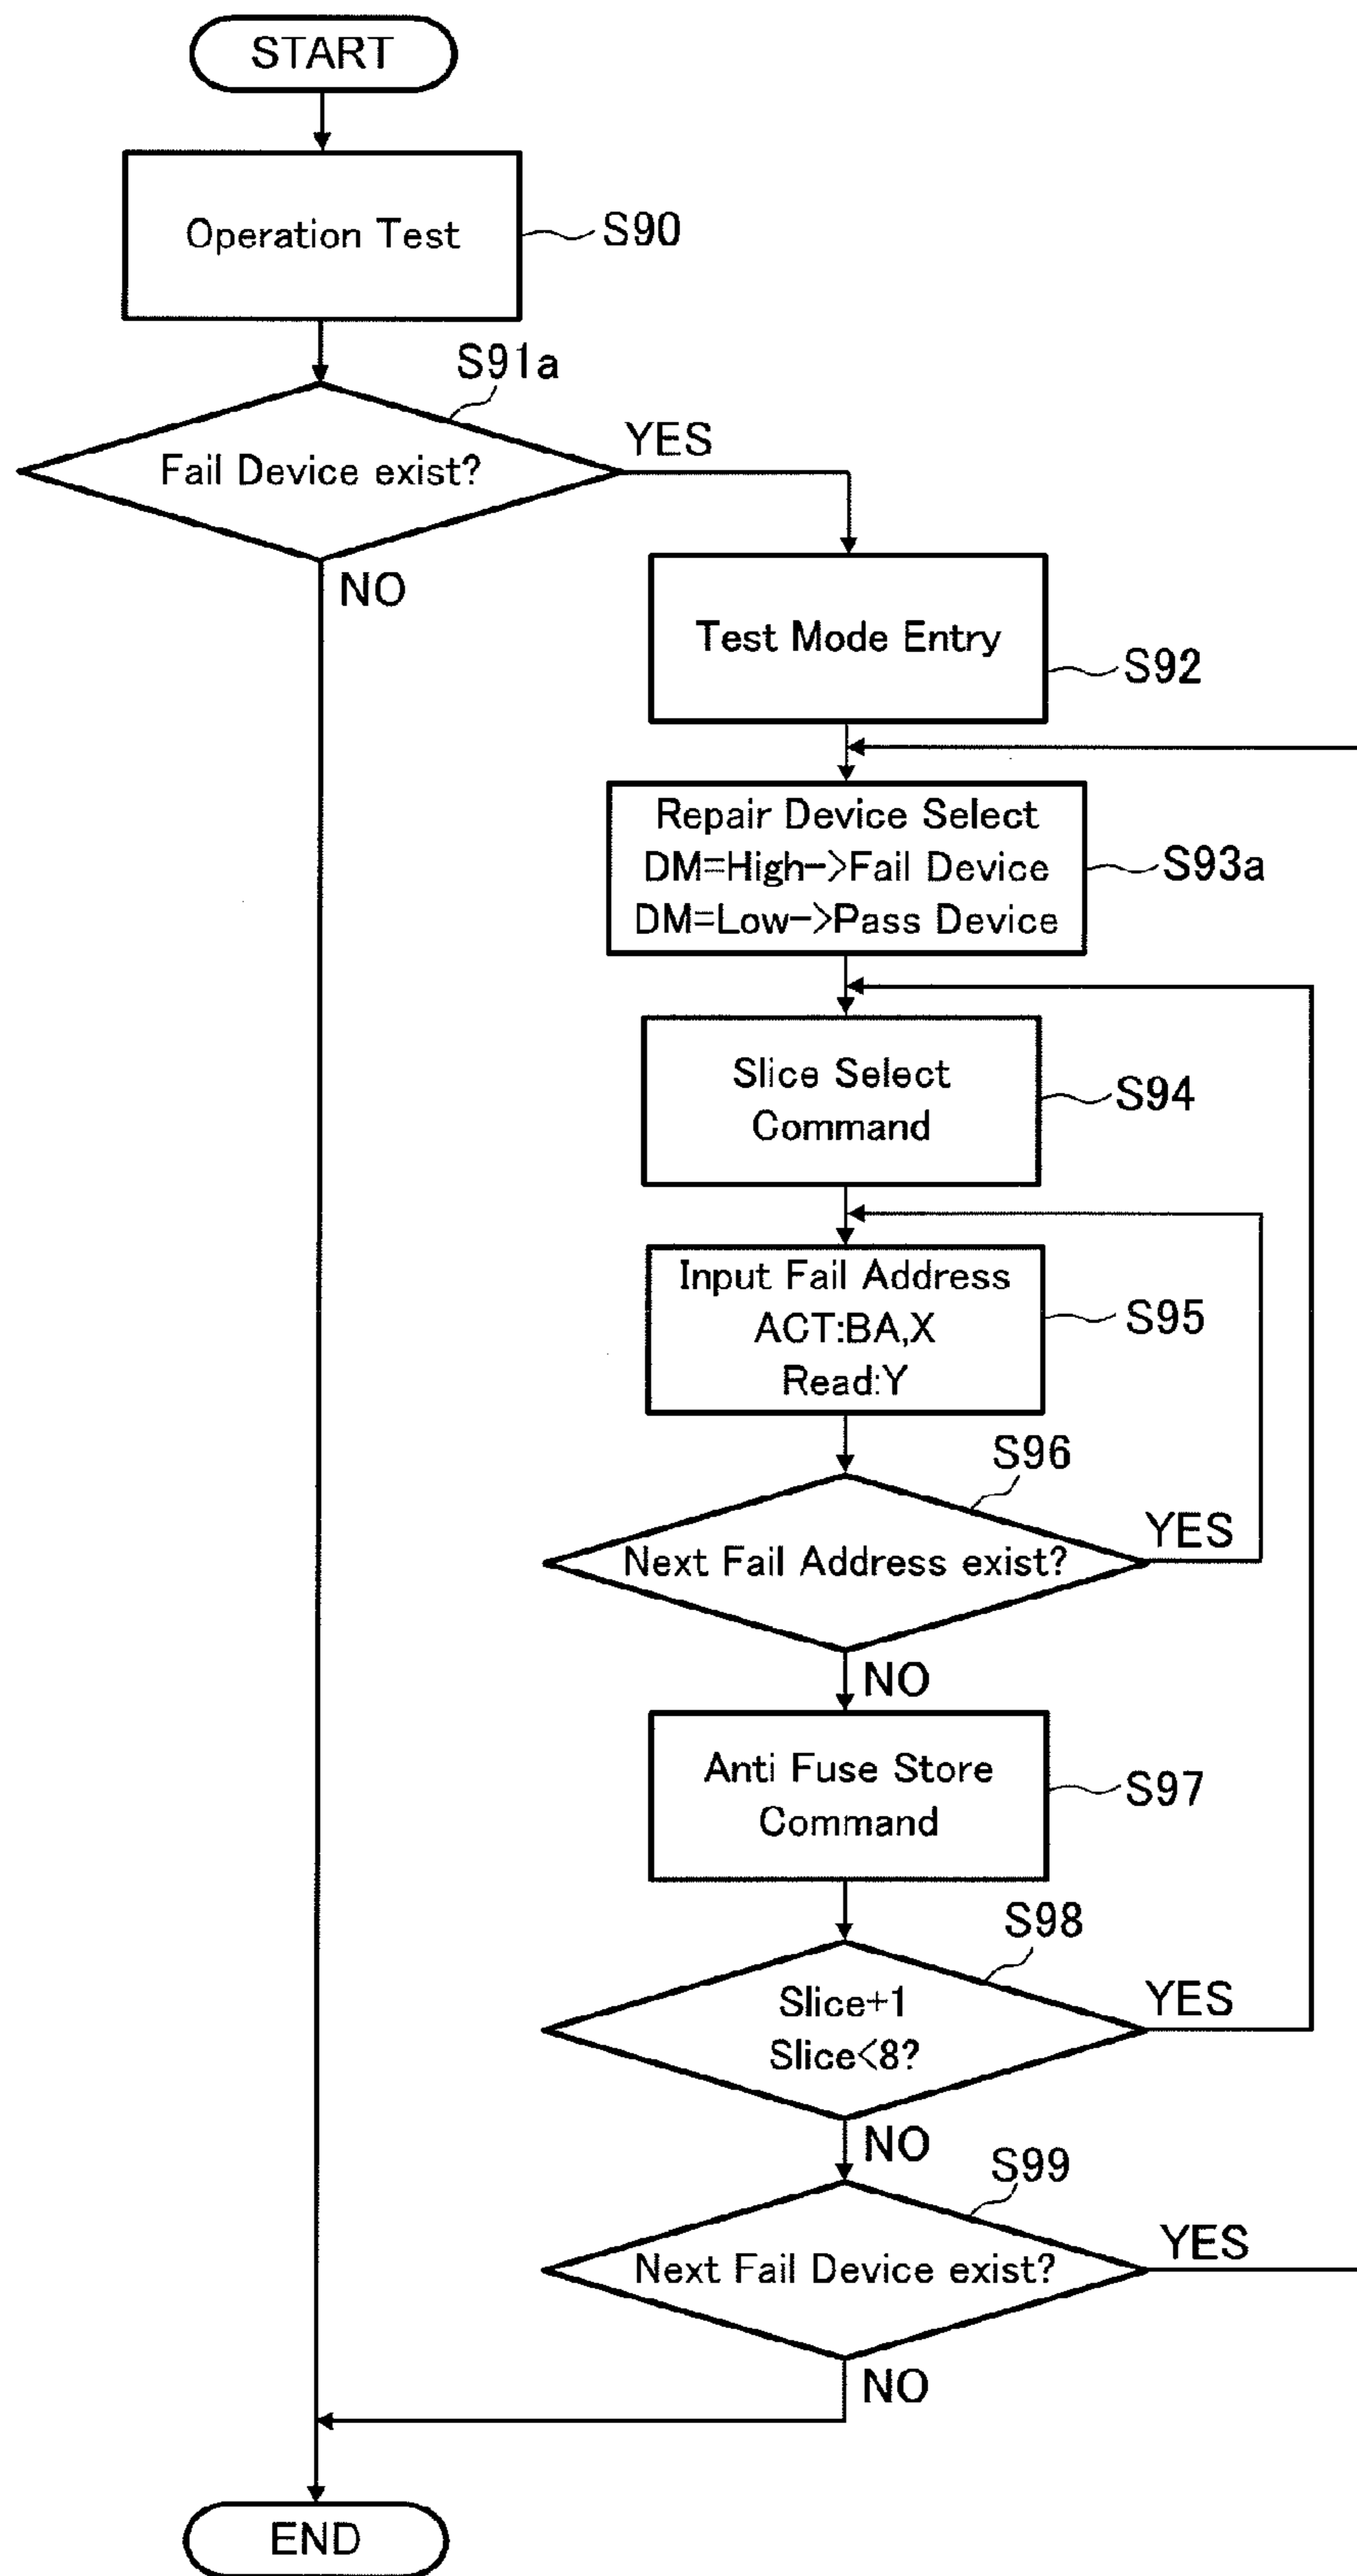 START
Operation Test
S90
S91a
Fail Device exist?
YES
NO
Test Mode Entry
S92
Repair Device Select
DM=High->Fail Device
DM=Low->Pass Device
S93a
Slice Select
Command
S94
Input Fail Address
ACT:BA,X
Read:Y
S95
S96
Next Fail Address exist?
YES
NO
Anti Fuse Store
Command
S97
S98
Slice+1
Slice<8?
YES
NO
S99
Next Fail Device exist?
YES
NO
END